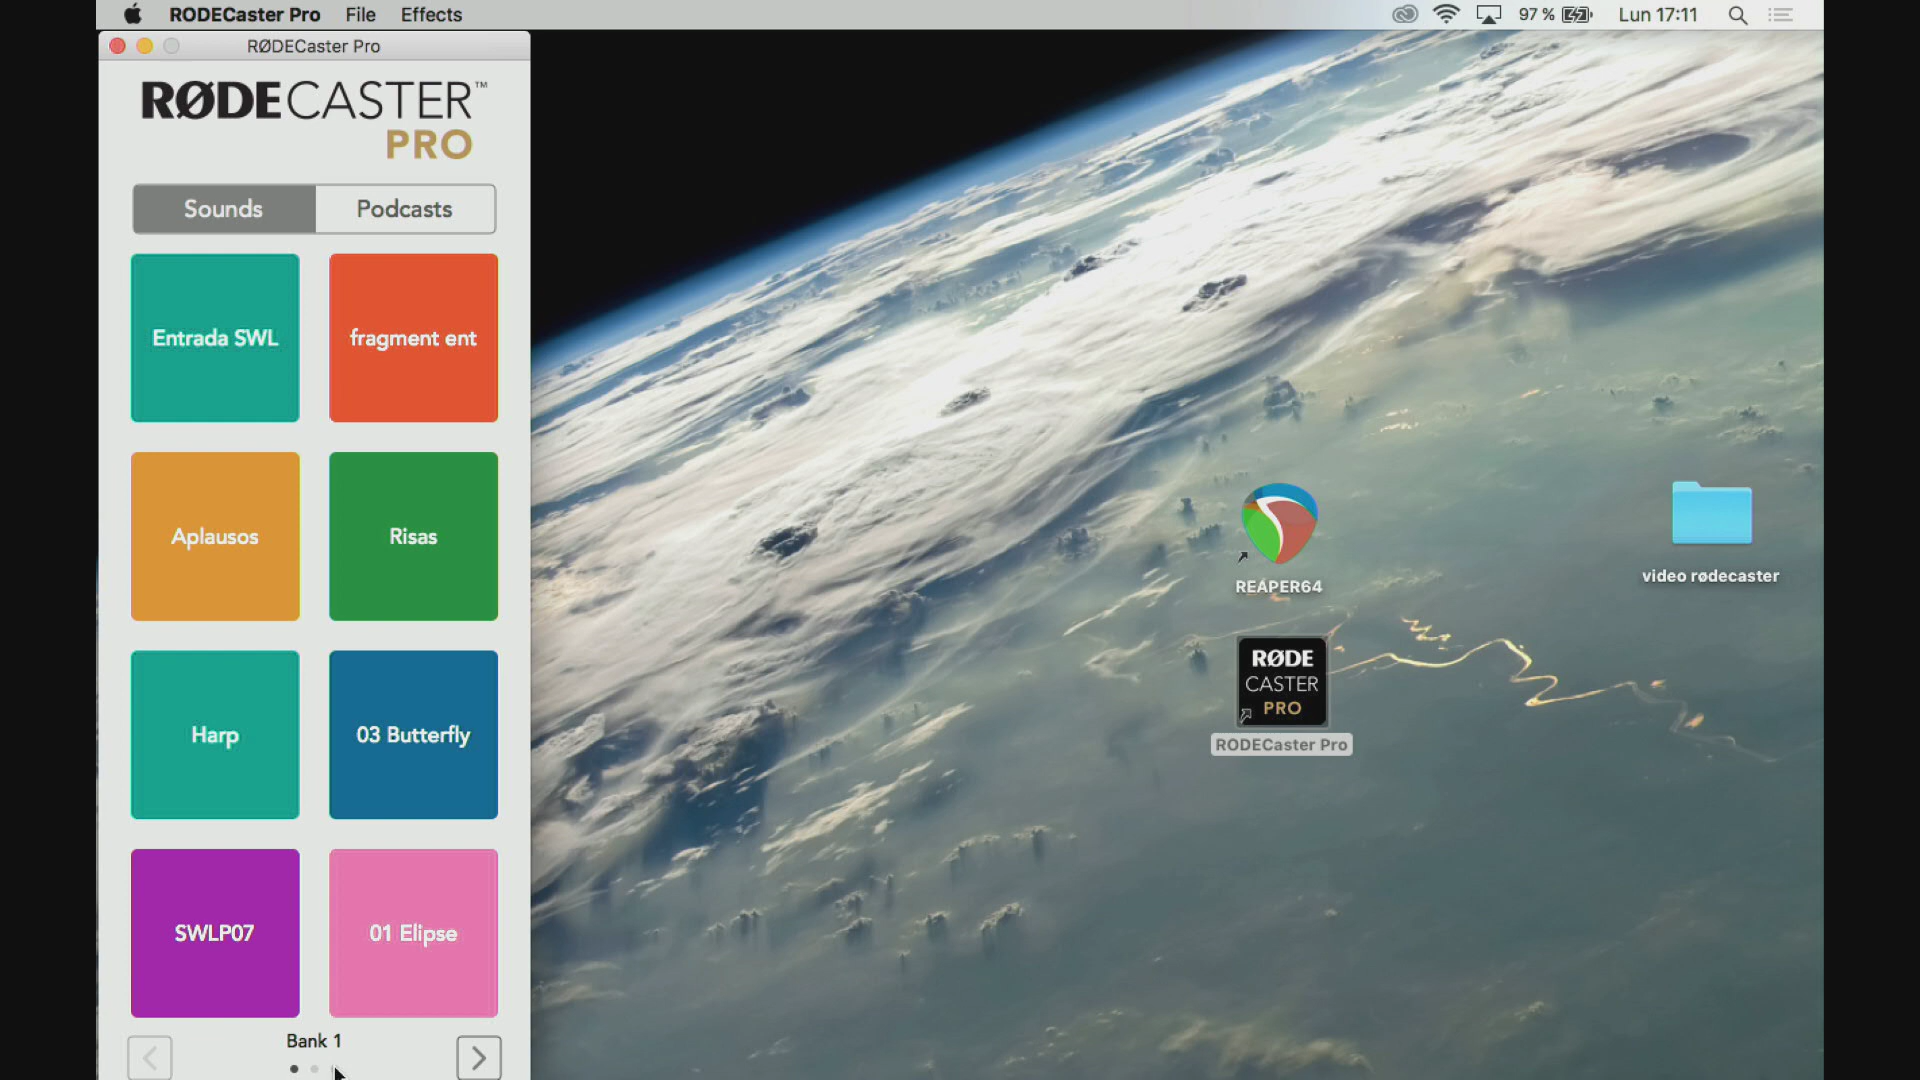 RODECaster Pro File Effects
97 % Lun 17:11
RØDECaster Pro
RØDECASTER™
PRO
Sounds Podcasts
Entrada SWL fragment ent
Aplausos Risas
Harp 03 Butterfly
SWLP07 01 Elipse
Bank 1
REAPER64
video rødecaster
RØDE
CASTER
PRO
RODECaster Pro